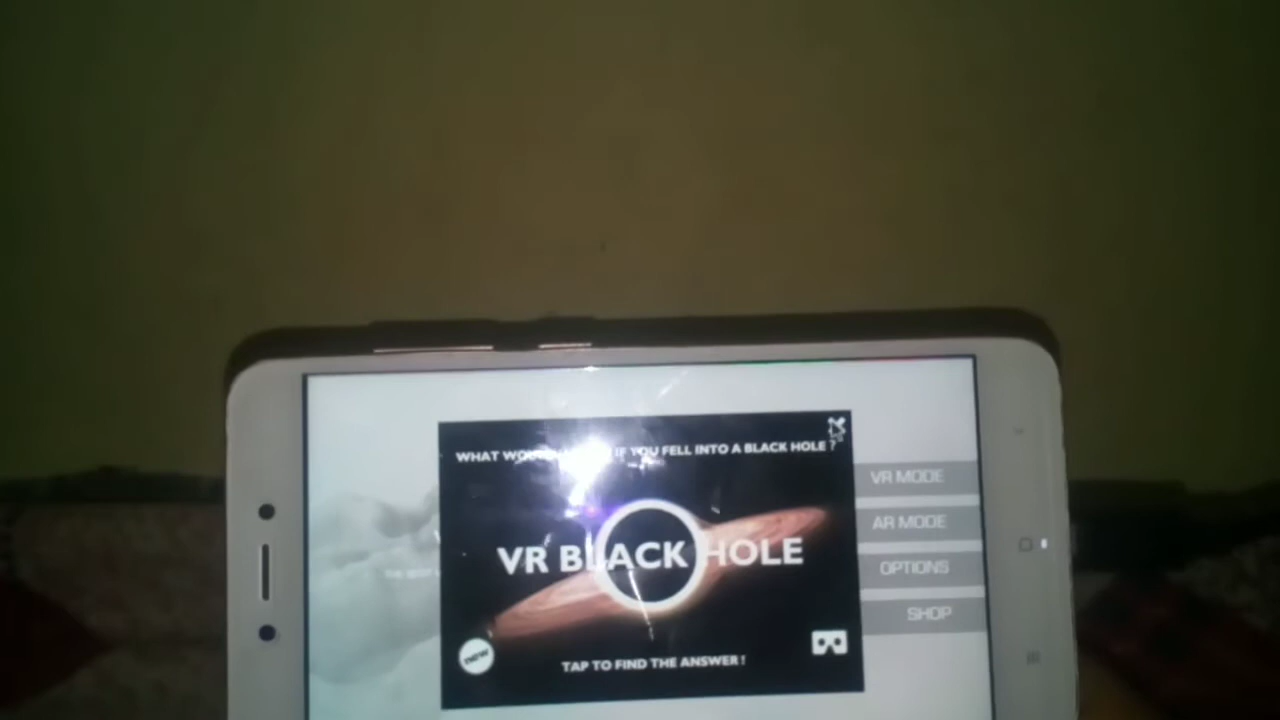 WHAT IF YOU FELL INTO A BLACK HOLE ?
VR BLACK HOLE
new
TAP TO FIND THE ANSWER !
VR MODE
AR MODE
OPTIONS
SHOP